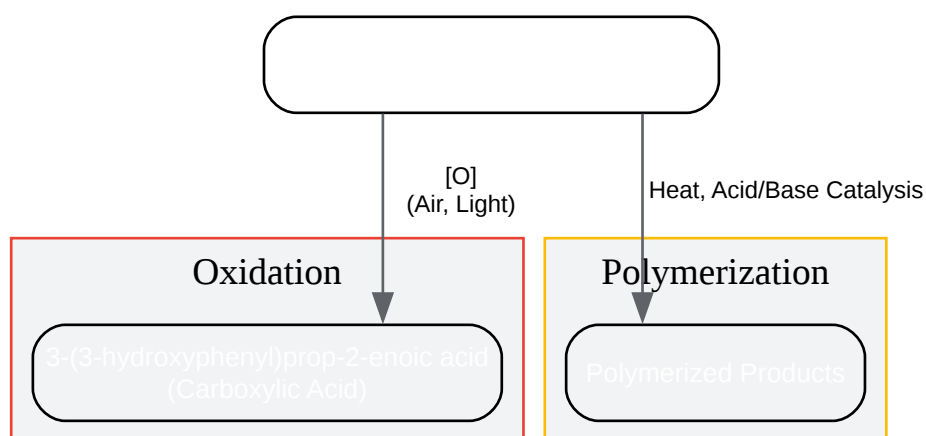 [O]
(Air, Light)
Heat, Acid/Base Catalysis
Oxidation
Polymerization
3-(3-hydroxyphenyl)prop-2-enoic acid
(Carboxylic Acid)
Polymerized Products